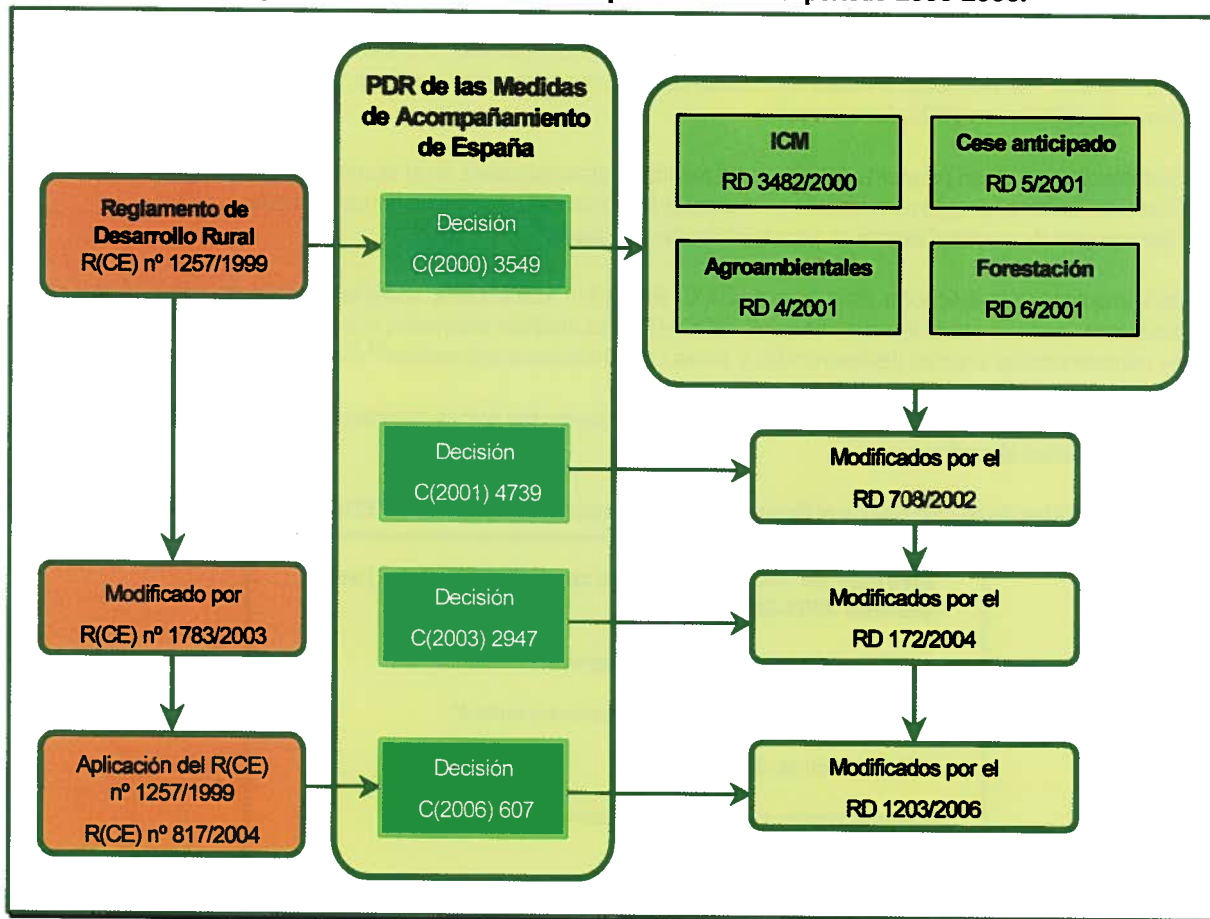 período 2000-2006.
PDR de las Medidas
de Acompañamiento
de España
ICM
RD 3482/2000
Cese anticipado
RD 5/2001
Reglamento de
Desarrollo Rural
R(CE) nº 1257/1999
Decisión
C(2000) 3549
Agroambientales
RD 4/2001
Forestación
RD 6/2001
Decisión
C(2001) 4739
Modificados por el
RD 708/2002
Modificado por
R(CE) nº 1783/2003
Decisión
C(2003) 2947
Modificados por el
RD 172/2004
Aplicación del R(CE)
nº 1257/1999
R(CE) nº 817/2004
Decisión
C(2006) 607
Modificados por el
RD 1203/2006